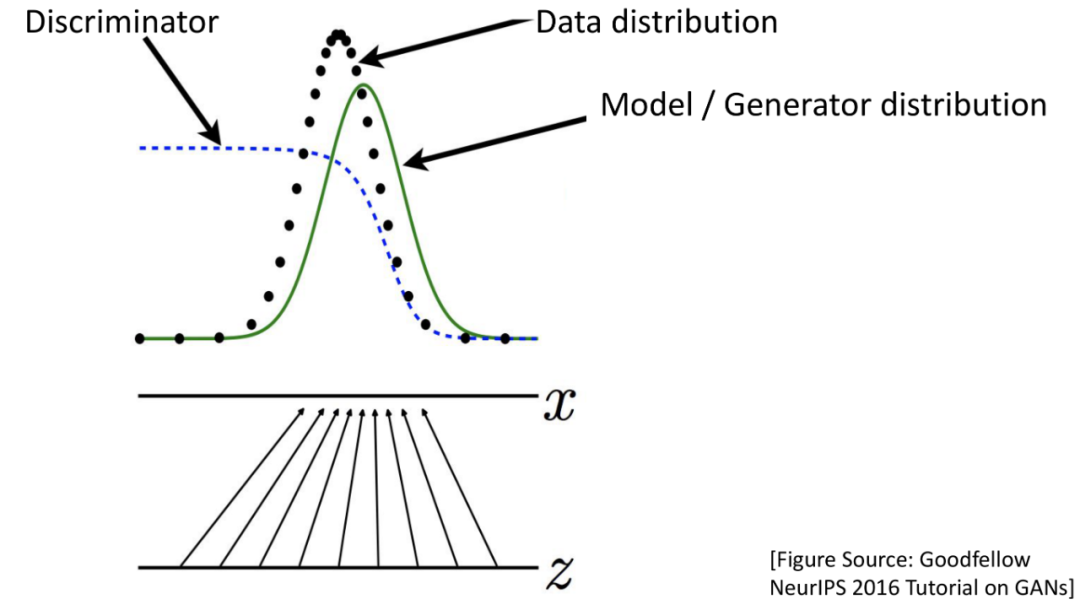 Discriminator
Data distribution
Model / Generator distribution
x
z
[Figure Source: Goodfellow
NeurIPS 2016 Tutorial on GANs]